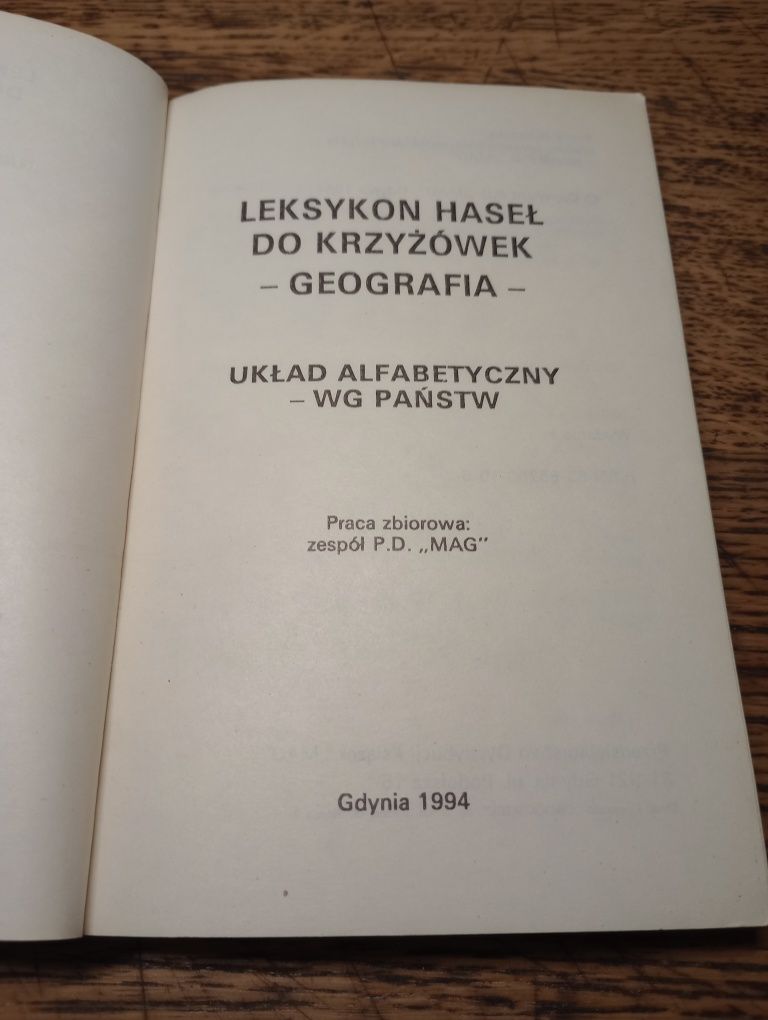 LEKSYKON HASEŁ
DO KRZYŻÓWEK
– GEOGRAFIA –
UKŁAD ALFABETYCZNY
– WG PAŃSTW
Praca zbiorowa:
zespół P.D. „MAG”
Gdynia 1994